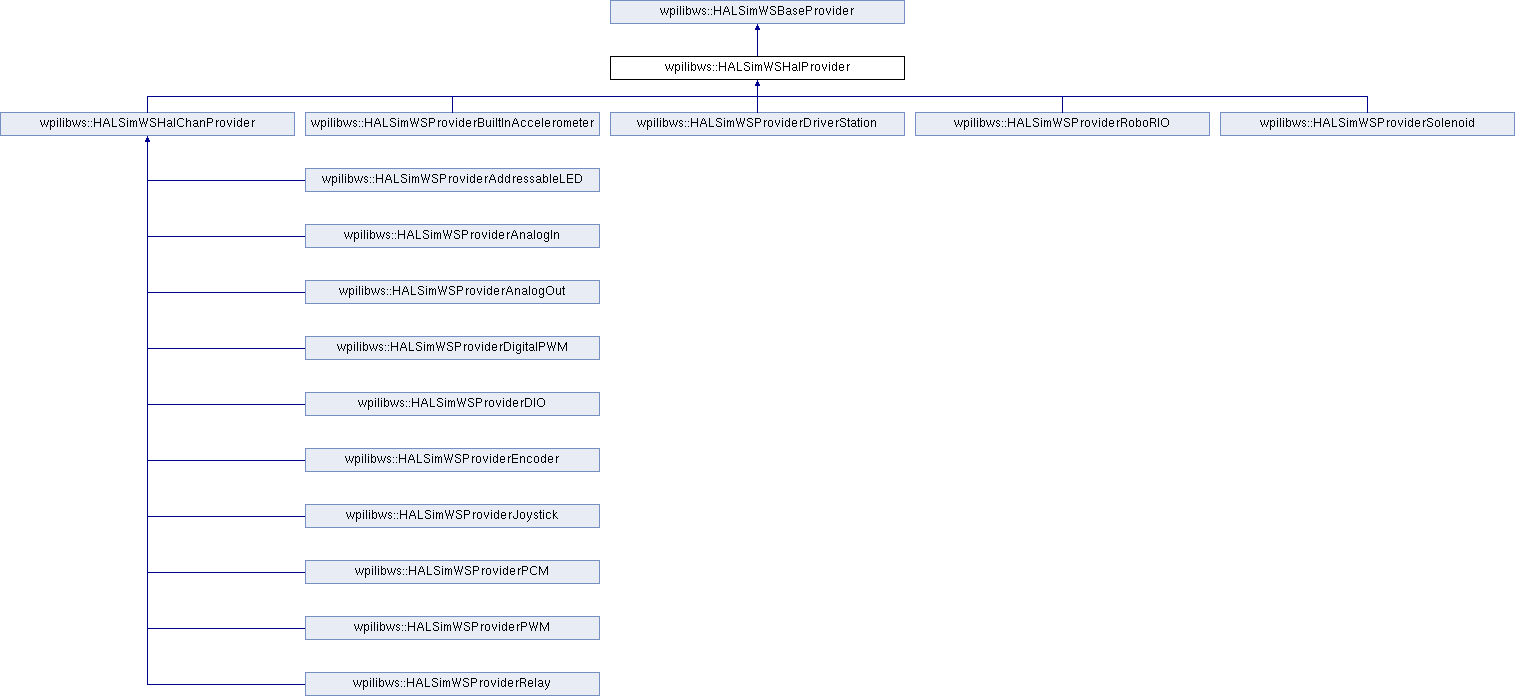 wpilibws::HALSimWSBaseProvider
wpilibws::HALSimWSHalProvider
wpilibws::HALSimWSHalChanProvider
wpilibws::HALSimWSProviderBuiltInAccelerometer
wpilibws::HALSimWSProviderDriverStation
wpilibws::HALSimWSProviderRoboRIO
wpilibws::HALSimWSProviderSolenoid
wpilibws::HALSimWSProviderAddressableLED
wpilibws::HALSimWSProviderAnalogIn
wpilibws::HALSimWSProviderAnalogOut
wpilibws::HALSimWSProviderDigitalPWM
wpilibws::HALSimWSProviderDIO
wpilibws::HALSimWSProviderEncoder
wpilibws::HALSimWSProviderJoystick
wpilibws::HALSimWSProviderPCM
wpilibws::HALSimWSProviderPWM
wpilibws::HALSimWSProviderRelay